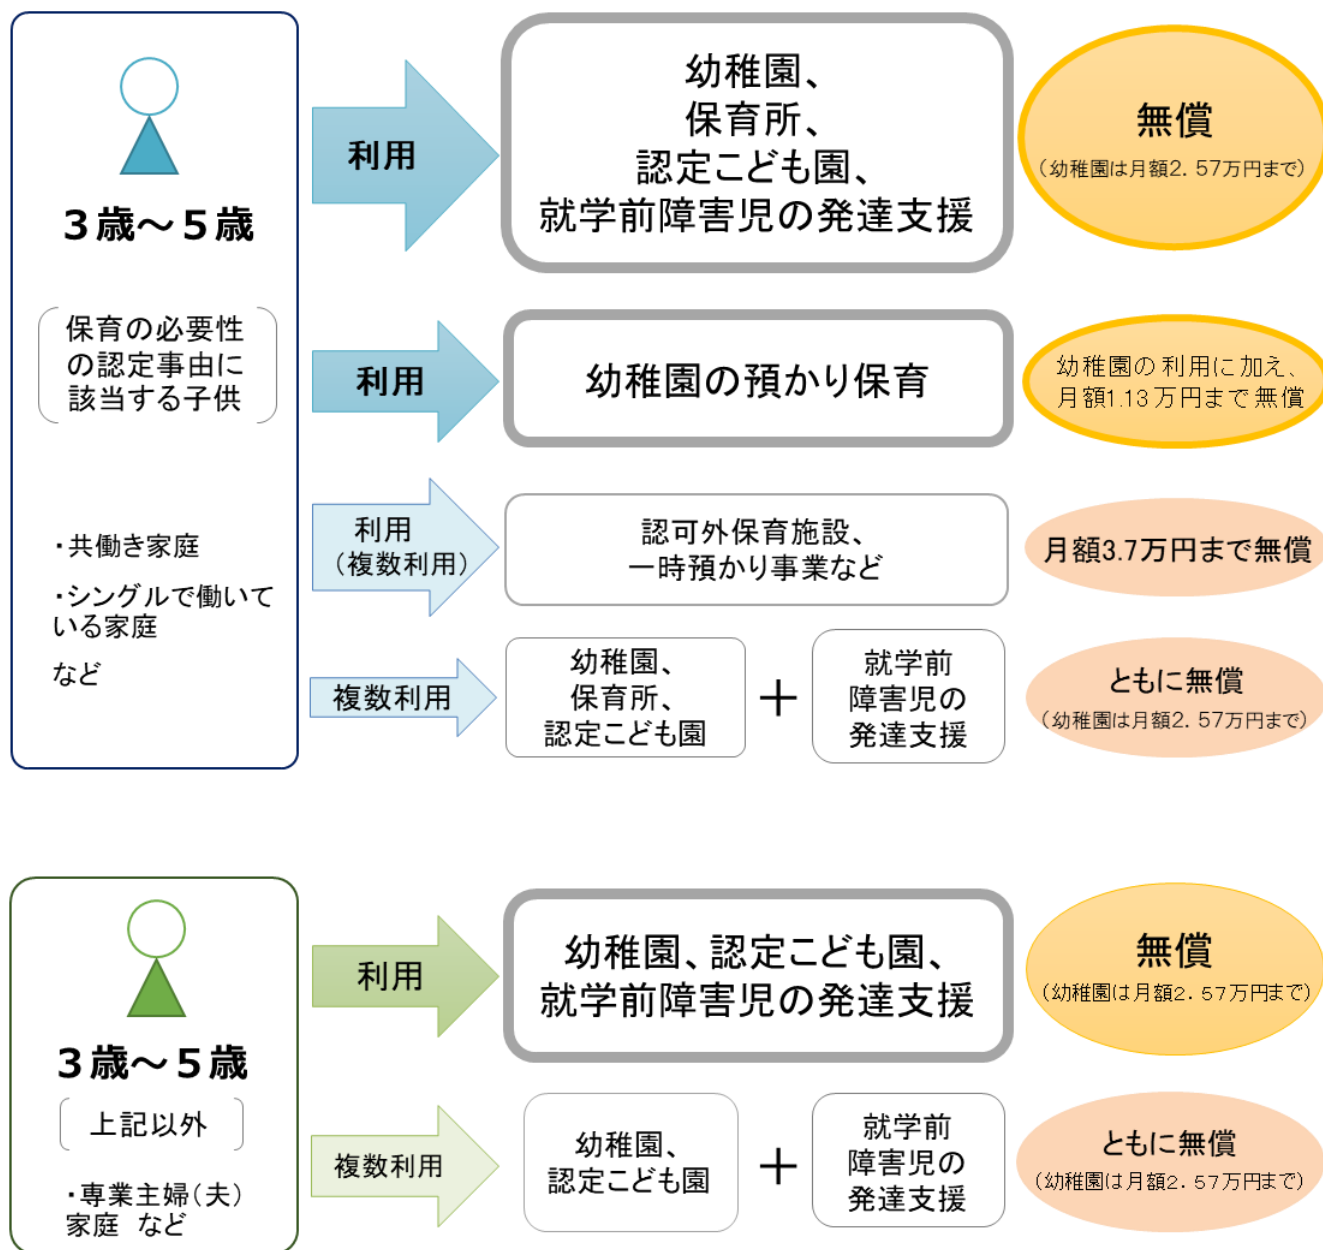 3歳～5歳
保育の必要性
の認定事由に
該当する子供
・共働き家庭
・シングルで働いて
いる家庭
など
利用
幼稚園、
保育所、
認定こども園、
就学前障害児の発達支援
無償
（幼稚園は月額2．57万円まで）
利用
幼稚園の預かり保育
幼稚園の利用に加え、
月額1.13万円まで無償
利用
（複数利用）
認可外保育施設、
一時預かり事業など
月額3.7万円まで無償
複数利用
幼稚園、
保育所、
認定こども園
＋
就学前
障害児の
発達支援
ともに無償
（幼稚園は月額2．57万円まで）
3歳～5歳
上記以外
・専業主婦（夫）
家庭 など
利用
幼稚園、認定こども園、
就学前障害児の発達支援
無償
（幼稚園は月額2．57万円まで）
複数利用
幼稚園、
認定こども園
＋
就学前
障害児の
発達支援
ともに無償
（幼稚園は月額2．57万円まで）